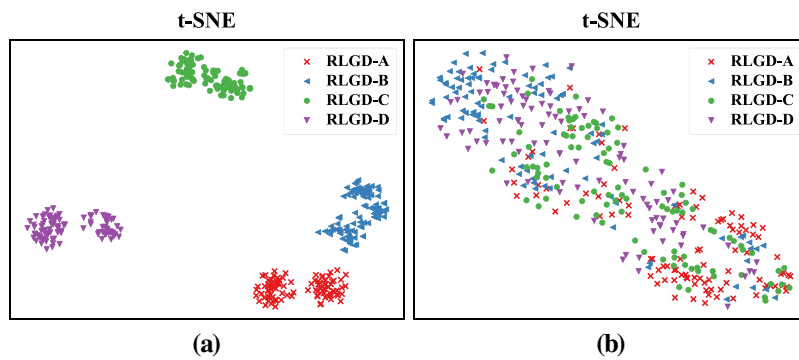 t-SNE
RLGD-A
RLGD-B
RLGD-C
RLGD-D
(a)
t-SNE
RLGD-A
RLGD-B
RLGD-C
RLGD-D
(b)